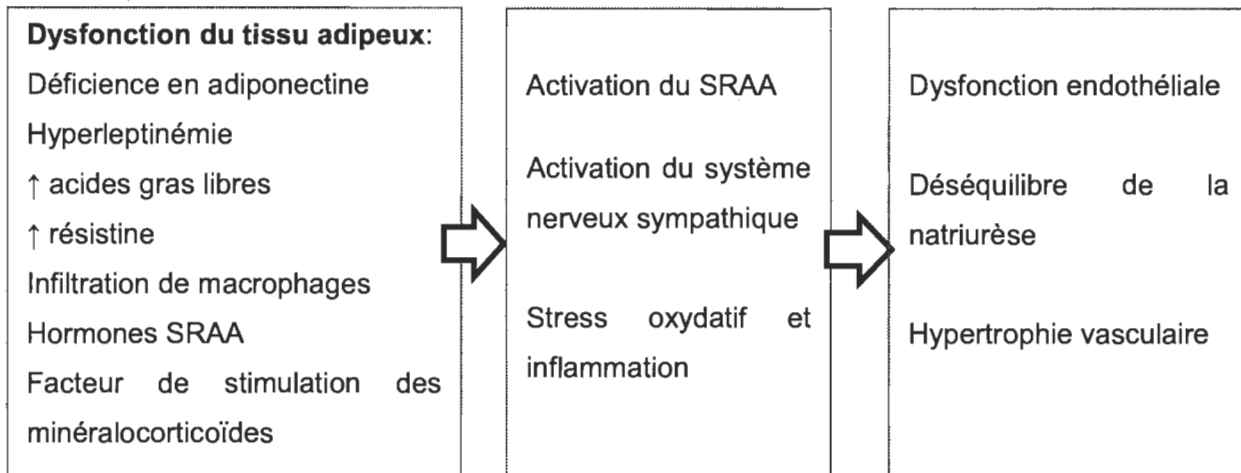 Dysfonction du tissu adipeux:
Déficience en adiponectine
Hyperleptinémie
↑ acides gras libres
↑ résistine
Infiltration de macrophages
Hormones SRAA
Facteur de stimulation des
minéralocorticoïdes
Activation du SRAA
Activation du système
nerveux sympathique
Stress oxydatif et
inflammation
Dysfonction endothéliale
Déséquilibre de la
natriurèse
Hypertrophie vasculaire